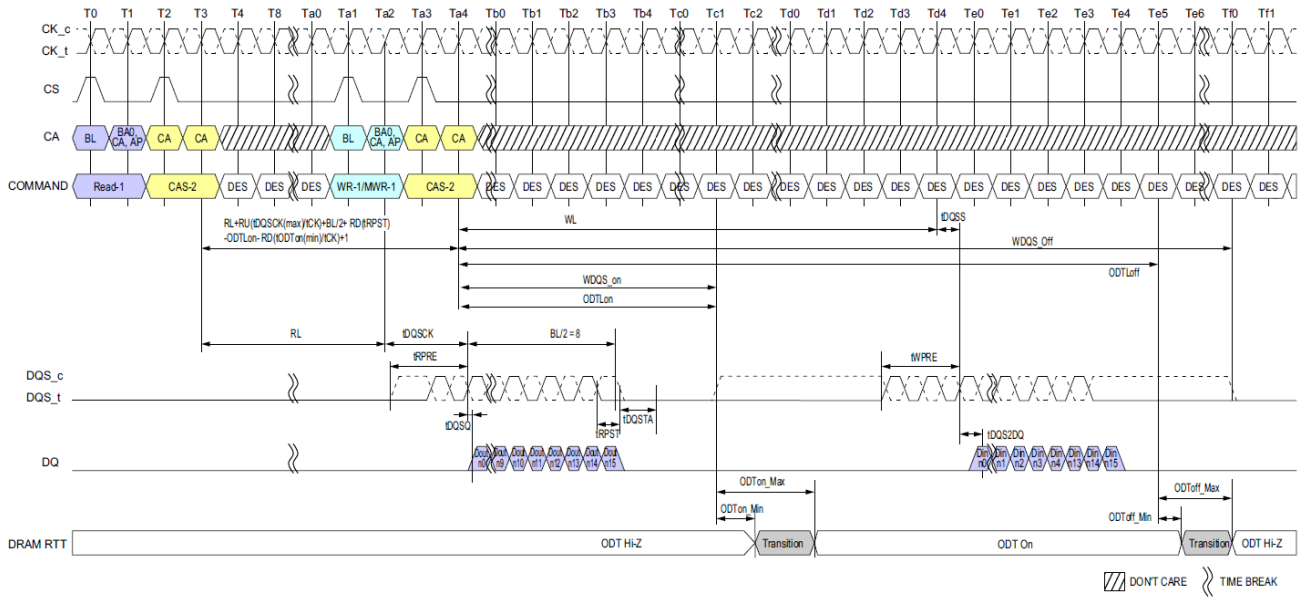 T0 T1 T2 T3 T4 T8 Ta0 Ta1 Ta2 Ta3 Ta4 Tb0 Tb1 Tb2 Tb3 Tb4 Tc0 Tc1 Tc2 Td0 Td1 Td2 Td3 Td4 Te0 Te1 Te2 Te3 Te4 Te5 Te6 Tf0 Tf1
CK_c
CK_t
CS
CA BL BA0, CA, AP CA CA BL BA0, CA, AP CA CA
COMMAND Read-1 CAS-2 DES DES DES WR-1/MWR-1 CAS-2 DES DES DES DES DES DES DES DES DES DES DES DES DES DES DES DES DES DES DES DES DES DES
RL+RU(tDQSCK(max)/tCK)+BL/2+ RD(tRPST)
-ODTLon- RD(tODTon(min)/tCK)+1
WL tDQSS
WDQS_Off
ODTLoff
WDQS_on
ODTLon
RL tDQSCK BL/2 = 8
tRPRE tWPRE
DQS_c
DQS_t
tDQSQ tRPST tDQSTA tDQS2DQ
DQ Dout n0 Dout n9 Dout n10 Dout n11 Dout n12 Dout n13 Dout n14 Dout n15 Din n0 Din n1 Din n2 Din n3 Din n4 Din n13 Din n14 Din n15
ODTon_Max ODToff_Max
ODTon_Min ODToff_Min
DRAM RTT ODT Hi-Z Transition ODT On Transition ODT Hi-Z
DON'T CARE TIME BREAK